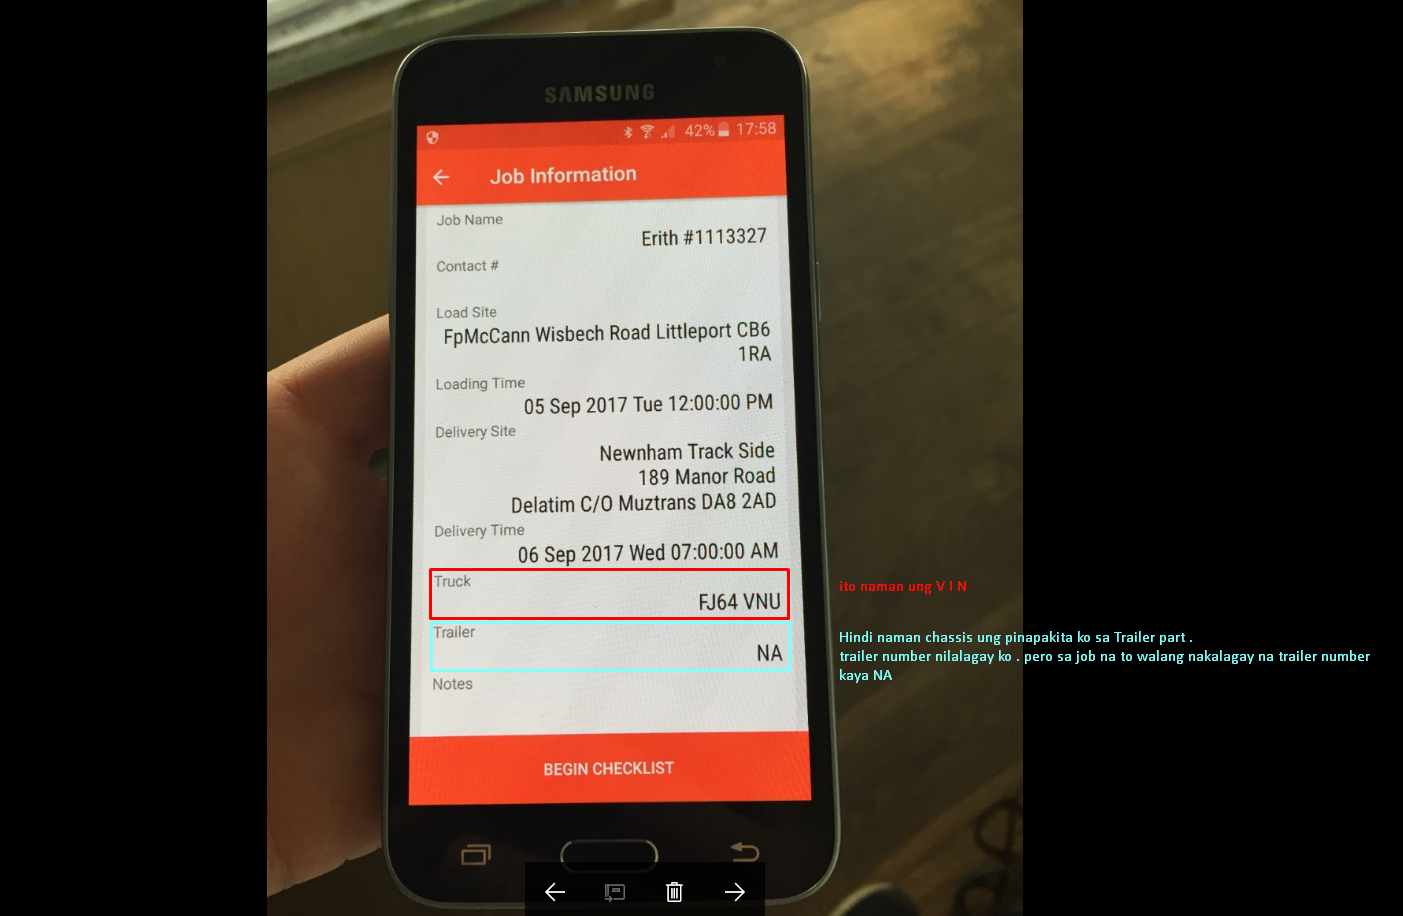 SAMSUNG
42% 17:58
Job Information
Job Name
Erith #1113327
Contact #
Load Site
FpMcCann Wisbech Road Littleport CB6
1RA
Loading Time
05 Sep 2017 Tue 12:00:00 PM
Delivery Site
Newnham Track Side
189 Manor Road
Delatim C/O Muztrans DA8 2AD
Delivery Time
06 Sep 2017 Wed 07:00:00 AM
Truck
FJ64 VNU
ito naman ung V I N
Trailer
NA
Hindi naman chassis ung pinapakita ko sa Trailer part .
trailer number nilalagay ko . pero sa job na to walang nakalagay na trailer number
kaya NA
Notes
BEGIN CHECKLIST